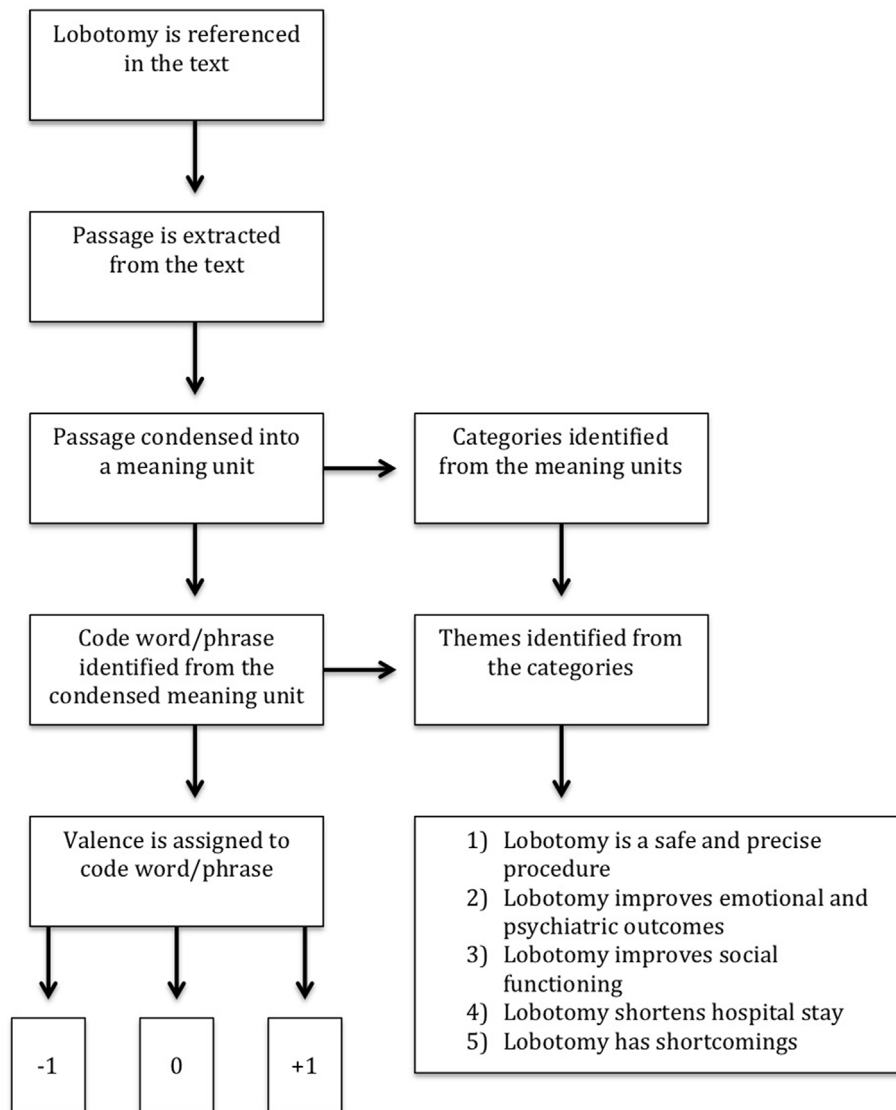 Lobotomy is referenced
in the text
Passage is extracted
from the text
Passage condensed into
a meaning unit
Categories identified
from the meaning units
Code word/phrase
identified from the
condensed meaning unit
Themes identified from
the categories
Valence is assigned to
code word/phrase
1) Lobotomy is a safe and precise
procedure
2) Lobotomy improves emotional and
psychiatric outcomes
3) Lobotomy improves social
functioning
4) Lobotomy shortens hospital stay
5) Lobotomy has shortcomings
-1
0
+1